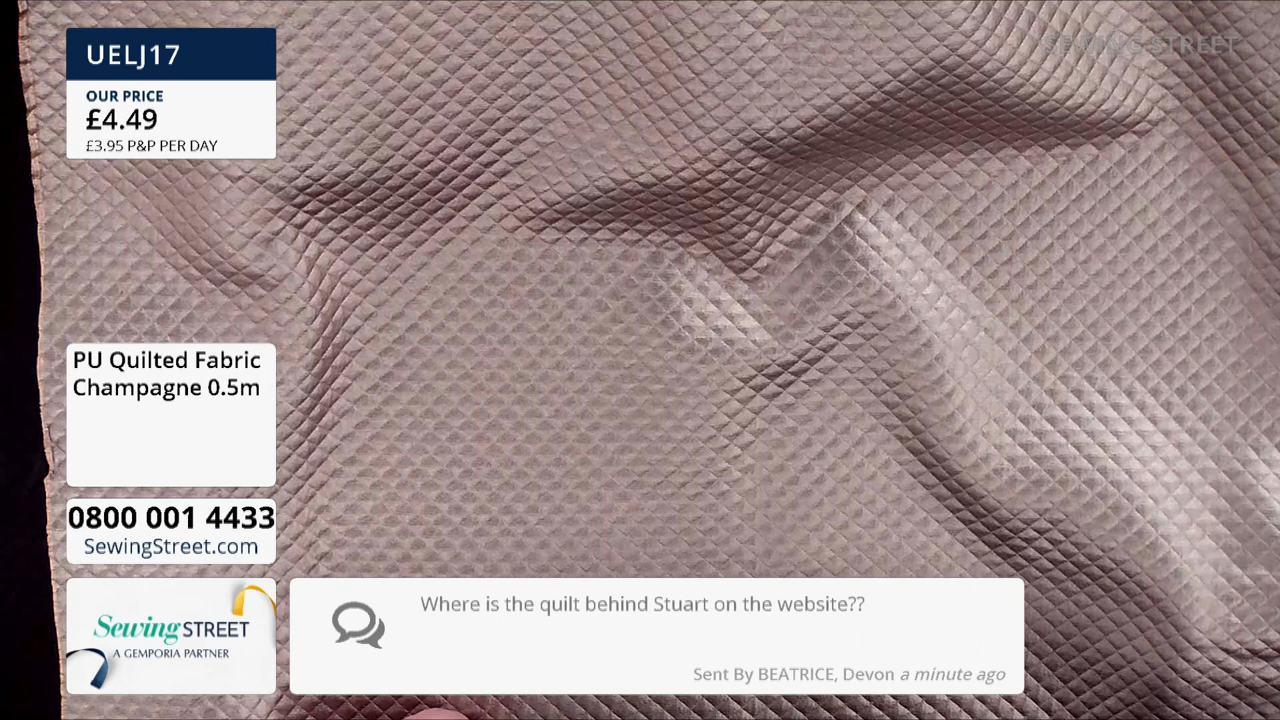 SEWING STREET
UELJ17
OUR PRICE
£4.49
£3.95 P&P PER DAY
PU Quilted Fabric
Champagne 0.5m
0800 001 4433
SewingStreet.com
Sewing STREET
A GEMPORIA PARTNER
Where is the quilt behind Stuart on the website??
Sent By BEATRICE, Devon a minute ago